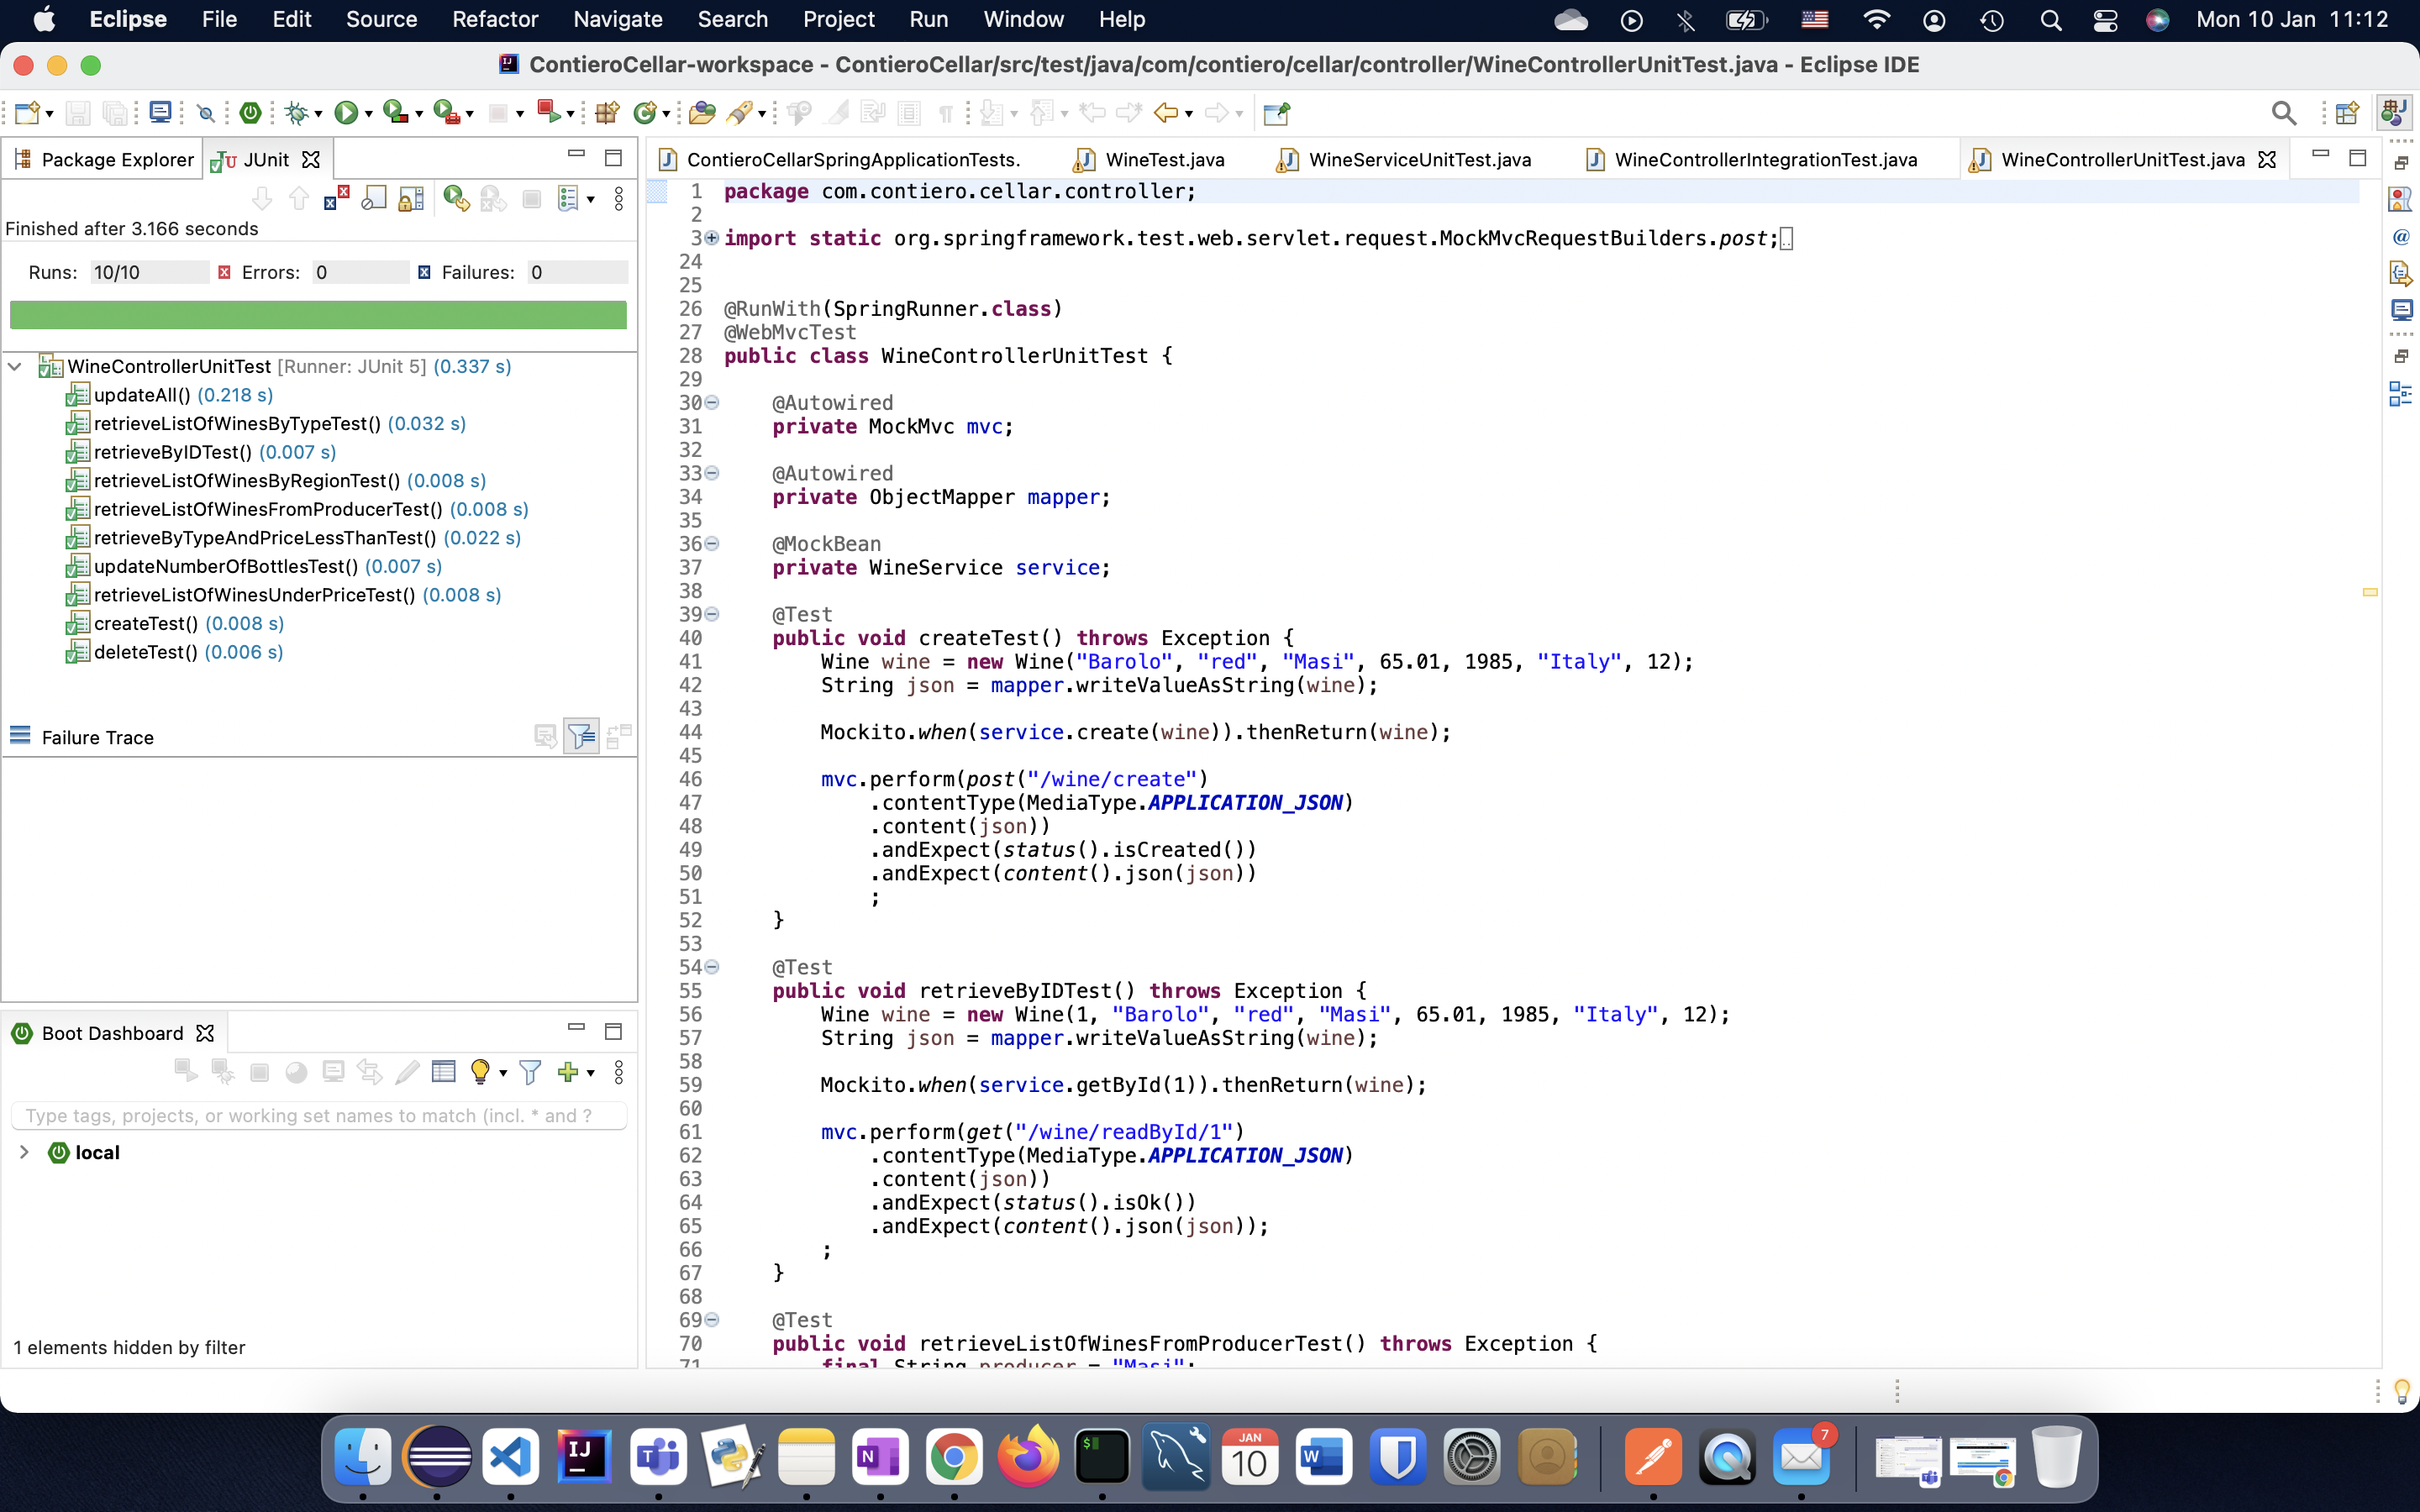 Eclipse File Edit Source Refactor Navigate Search Project Run Window Help Mon 10 Jan 11:12
ContieroCellar-workspace - ContieroCellar/src/test/java/com/contiero/cellar/controller/WineControllerUnitTest.java - Eclipse IDE
Package Explorer JUnit
Finished after 3.166 seconds
Runs: 10/10 Errors: 0 Failures: 0
WineControllerUnitTest [Runner: JUnit 5] (0.337 s)
updateAll() (0.218 s)
retrieveListOfWinesByTypeTest() (0.032 s)
retrieveByIDTest() (0.007 s)
retrieveListOfWinesByRegionTest() (0.008 s)
retrieveListOfWinesFromProducerTest() (0.008 s)
retrieveByTypeAndPriceLessThanTest() (0.022 s)
updateNumberOfBottlesTest() (0.007 s)
retrieveListOfWinesUnderPriceTest() (0.008 s)
createTest() (0.008 s)
deleteTest() (0.006 s)
Failure Trace
Boot Dashboard
Type tags, projects, or working set names to match (incl. * and ?
local
1 elements hidden by filter
ContieroCellarSpringApplicationTests. WineTest.java WineServiceUnitTest.java WineControllerIntegrationTest.java WineControllerUnitTest.java
1 package com.contiero.cellar.controller;
2
3 import static org.springframework.test.web.servlet.request.MockMvcRequestBuilders.post;
24
25
26 @RunWith(SpringRunner.class)
27 @WebMvcTest
28 public class WineControllerUnitTest {
29
30 @Autowired
31 private MockMvc mvc;
32
33 @Autowired
34 private ObjectMapper mapper;
35
36 @MockBean
37 private WineService service;
38
39 @Test
40 public void createTest() throws Exception {
41 Wine wine = new Wine("Barolo", "red", "Masi", 65.01, 1985, "Italy", 12);
42 String json = mapper.writeValueAsString(wine);
43
44 Mockito.when(service.create(wine)).thenReturn(wine);
45
46 mvc.perform(post("/wine/create")
47 .contentType(MediaType.APPLICATION_JSON)
48 .content(json))
49 .andExpect(status().isCreated())
50 .andExpect(content().json(json))
51 ;
52 }
53
54 @Test
55 public void retrieveByIDTest() throws Exception {
56 Wine wine = new Wine(1, "Barolo", "red", "Masi", 65.01, 1985, "Italy", 12);
57 String json = mapper.writeValueAsString(wine);
58
59 Mockito.when(service.getById(1)).thenReturn(wine);
60
61 mvc.perform(get("/wine/readById/1")
62 .contentType(MediaType.APPLICATION_JSON)
63 .content(json))
64 .andExpect(status().isOk())
65 .andExpect(content().json(json));
66 ;
67 }
68
69 @Test
70 public void retrieveListOfWinesFromProducerTest() throws Exception {
71 final String producer = "Masi";
JAN
10
7